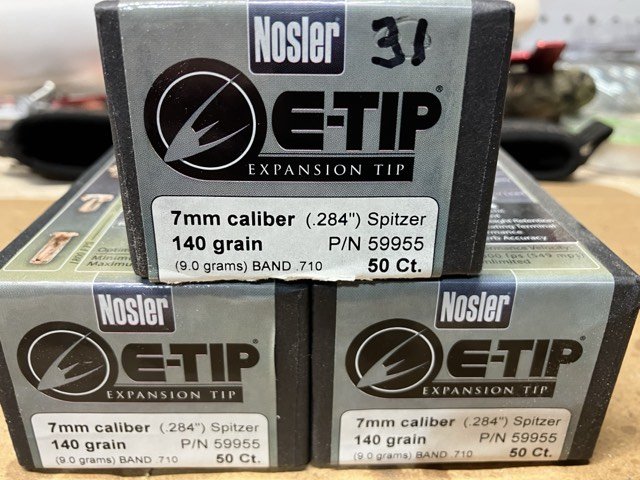 Nosler 31
E-TIP®
EXPANSION TIP
7mm caliber (.284") Spitzer
140 grain P/N 59955
(9.0 grams) BAND .710 50 Ct.
Nosler
E-TIP®
EXPANSION TIP
7mm caliber (.284") Spitzer
140 grain P/N 59955
(9.0 grams) BAND .710 50 Ct.
Nosler
E-TIP®
EXPANSION TIP
7mm caliber (.284") Spitzer
140 grain P/N 59955
(9.0 grams) BAND .710 50 Ct.